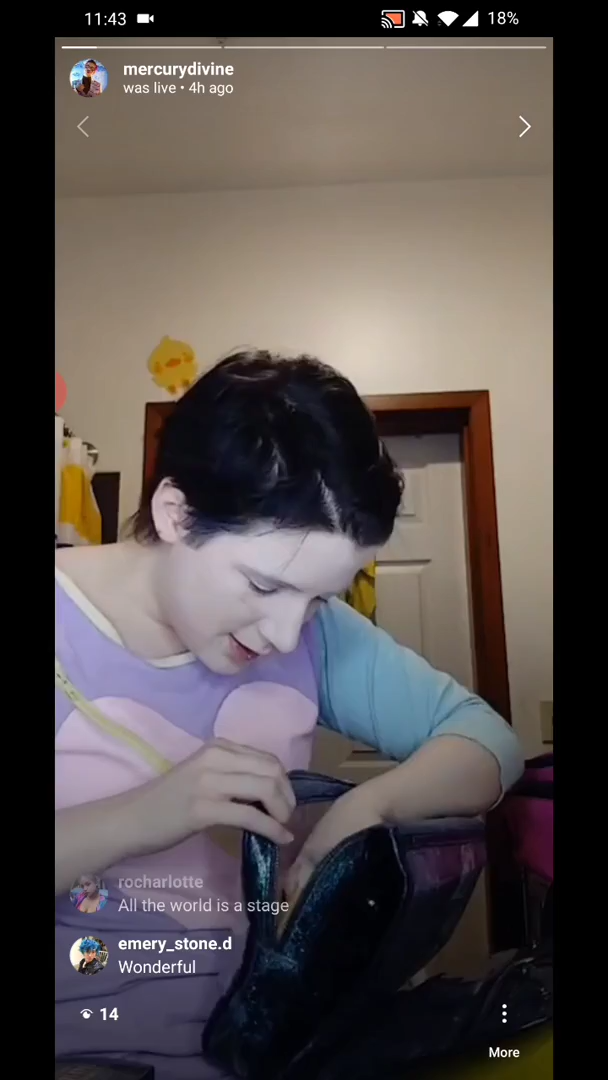 11:43
18%
mercurydivine
was live • 4h ago
rocharlotte
All the world is a stage
emery_stone.d
Wonderful
14
More